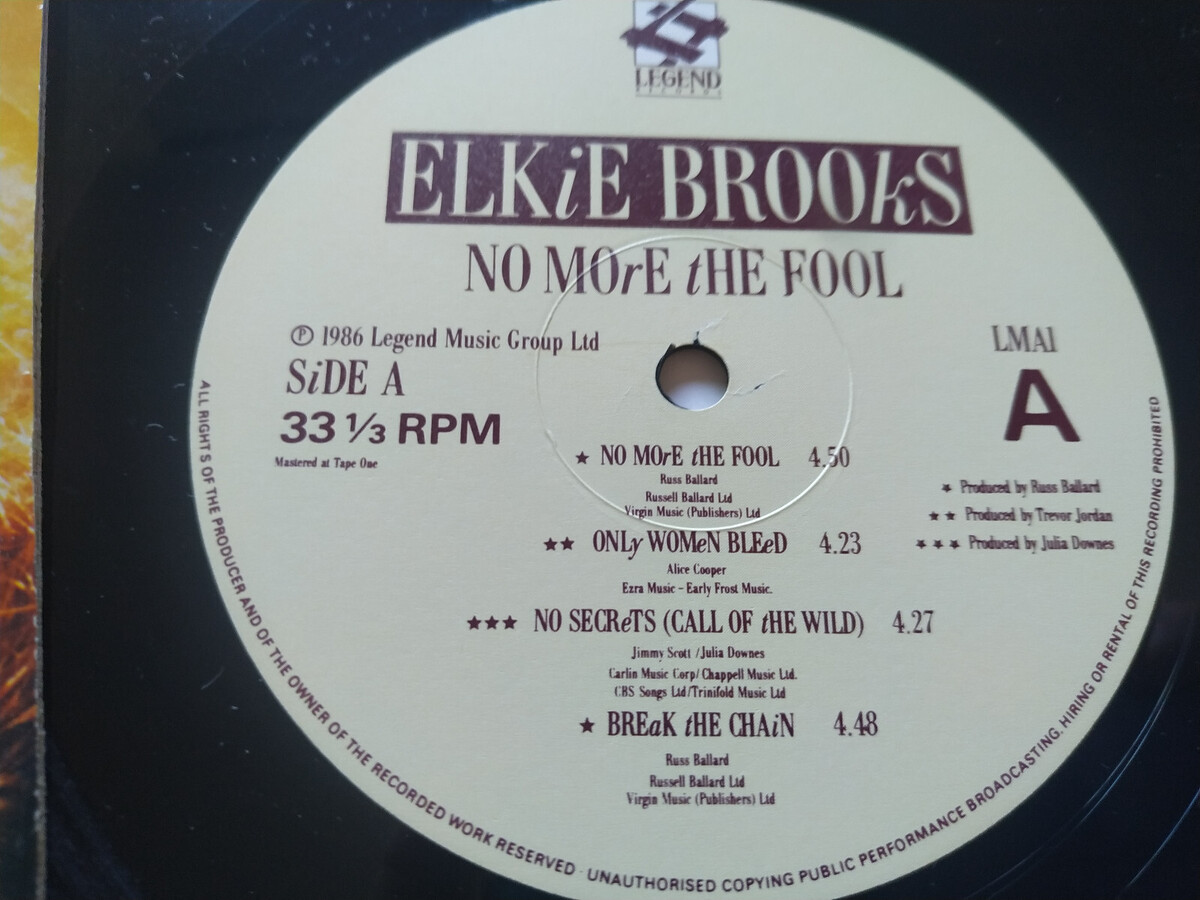 LEGEND
RECORDS
ELKiE BROOkS
NO MOrE tHE FOOL
℗ 1986 Legend Music Group Ltd
SiDE A
33 1/3 RPM
Mastered at Tape One
LMA1
A
★ NO MOrE tHE FOOL 4.50
Russ Ballard
Russell Ballard Ltd
Virgin Music (Publishers) Ltd
★★ ONLy WOMeN BLEeD 4.23
Alice Cooper
Ezra Music - Early Frost Music.
★★★ NO SECReTS (CALL OF tHE WILD) 4.27
Jimmy Scott /Julia Downes
Carlin Music Corp/Chappell Music Ltd.
CBS Songs Ltd/Trinifold Music Ltd
★ BREaK tHE CHAiN 4.48
Russ Ballard
Russell Ballard Ltd
Virgin Music (Publishers) Ltd
★ Produced by Russ Ballard
★★ Produced by Trevor Jordan
★★★ Produced by Julia Downes
ALL RIGHTS OF THE PRODUCER AND OF THE OWNER OF THE RECORDED WORK RESERVED · UNAUTHORISED COPYING PUBLIC PERFORMANCE BROADCASTING, HIRING OR RENTAL OF THIS RECORDING PROHIBITED